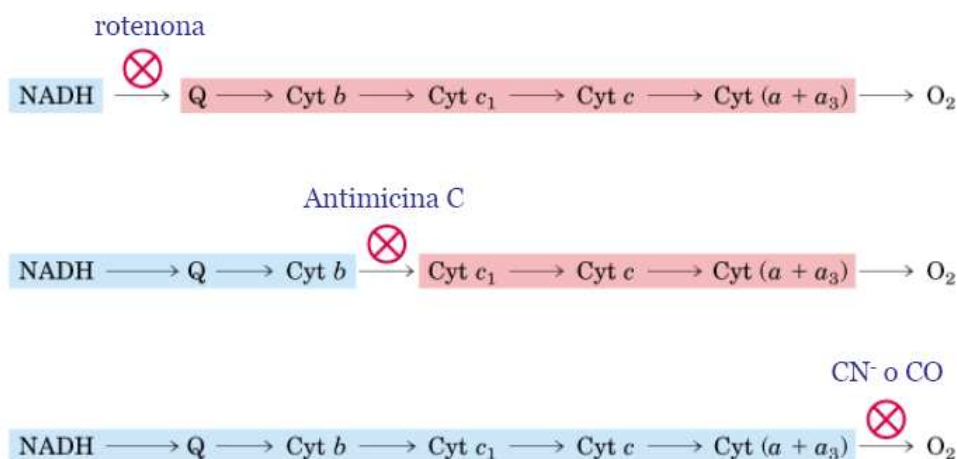 rotenona
NADH → Q → Cyt b → Cyt c₁ → Cyt c → Cyt (a + a₃) → O₂
Antimicina C
NADH → Q → Cyt b → Cyt c₁ → Cyt c → Cyt (a + a₃) → O₂
CN⁻ o CO
NADH → Q → Cyt b → Cyt c₁ → Cyt c → Cyt (a + a₃) → O₂